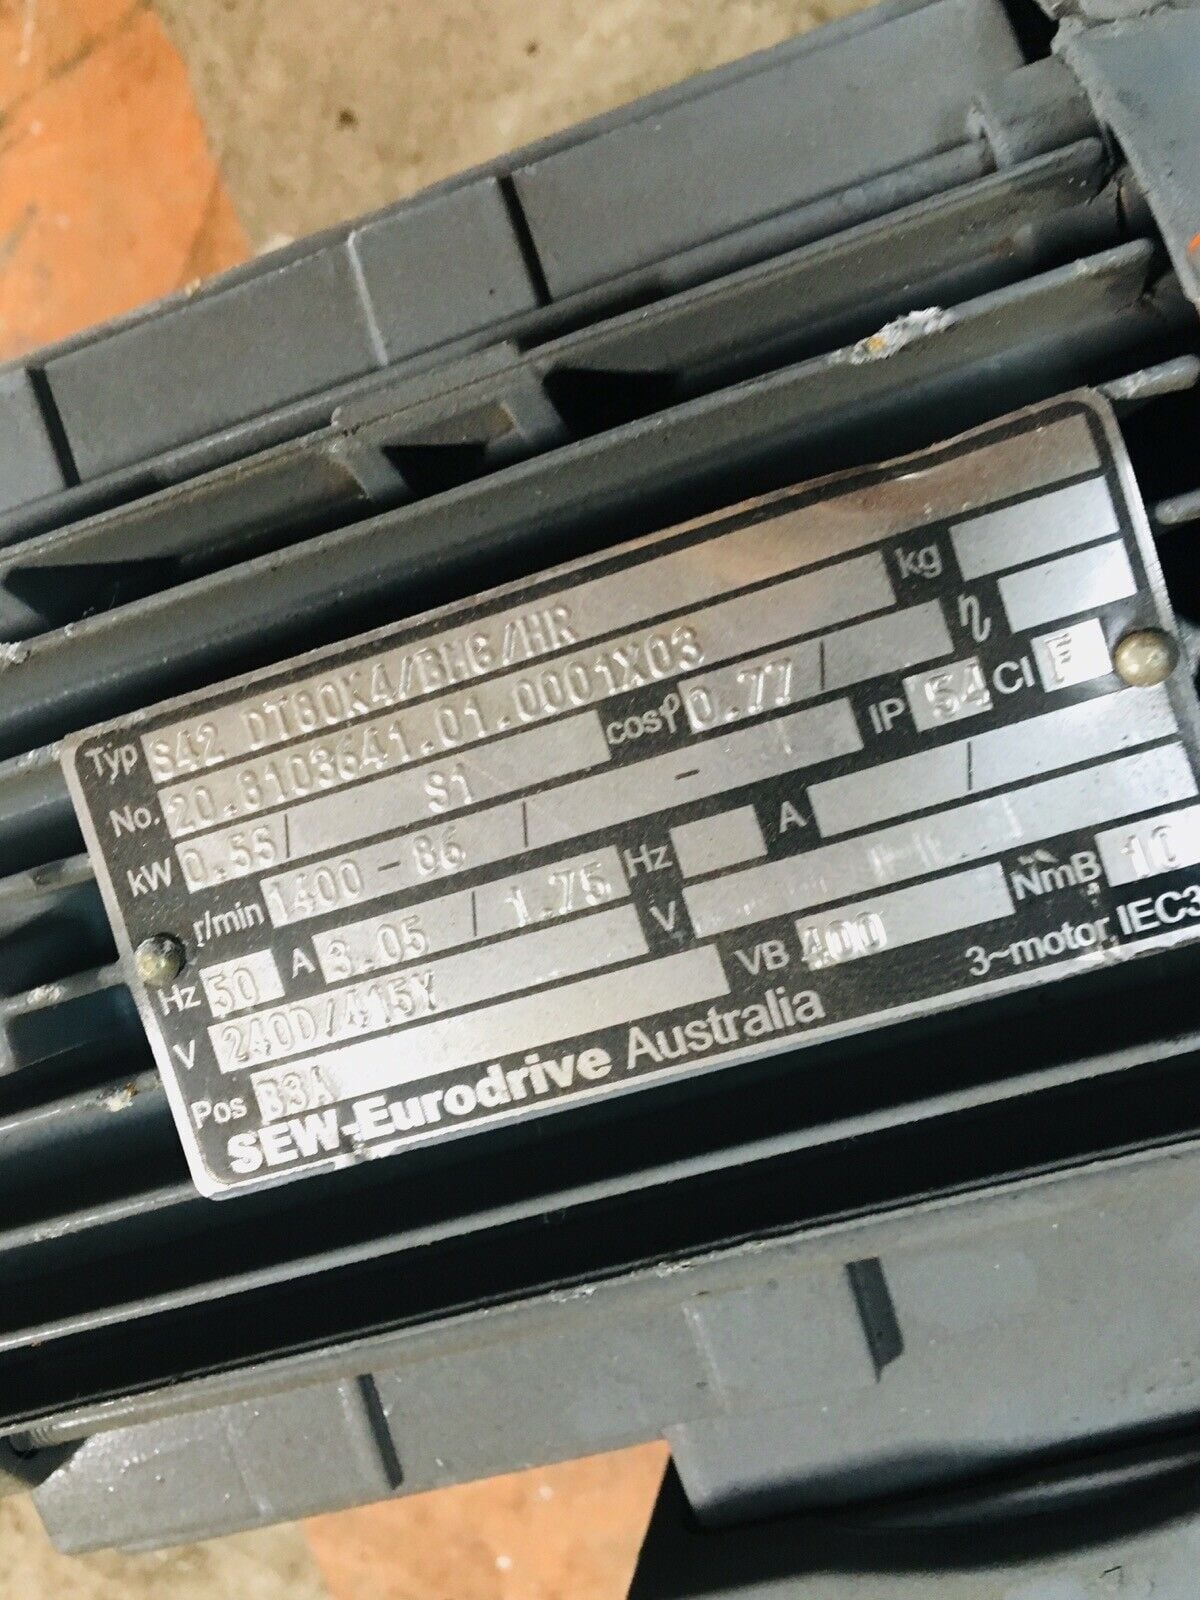 Typ S42 DT80K4/BMG/HR kg
No. 20.8103641.01.0001X03 η
kW 0.55/ S1 cosφ 0.77 / IP 54 Cl F
r/min 1400 - 86 / - A /
Hz 50 A 3.05 / 1.75 Hz V
V 240D/415Y VB 400 NmB 10
Pos B3A 3~motor, IEC3
SEW-Eurodrive Australia